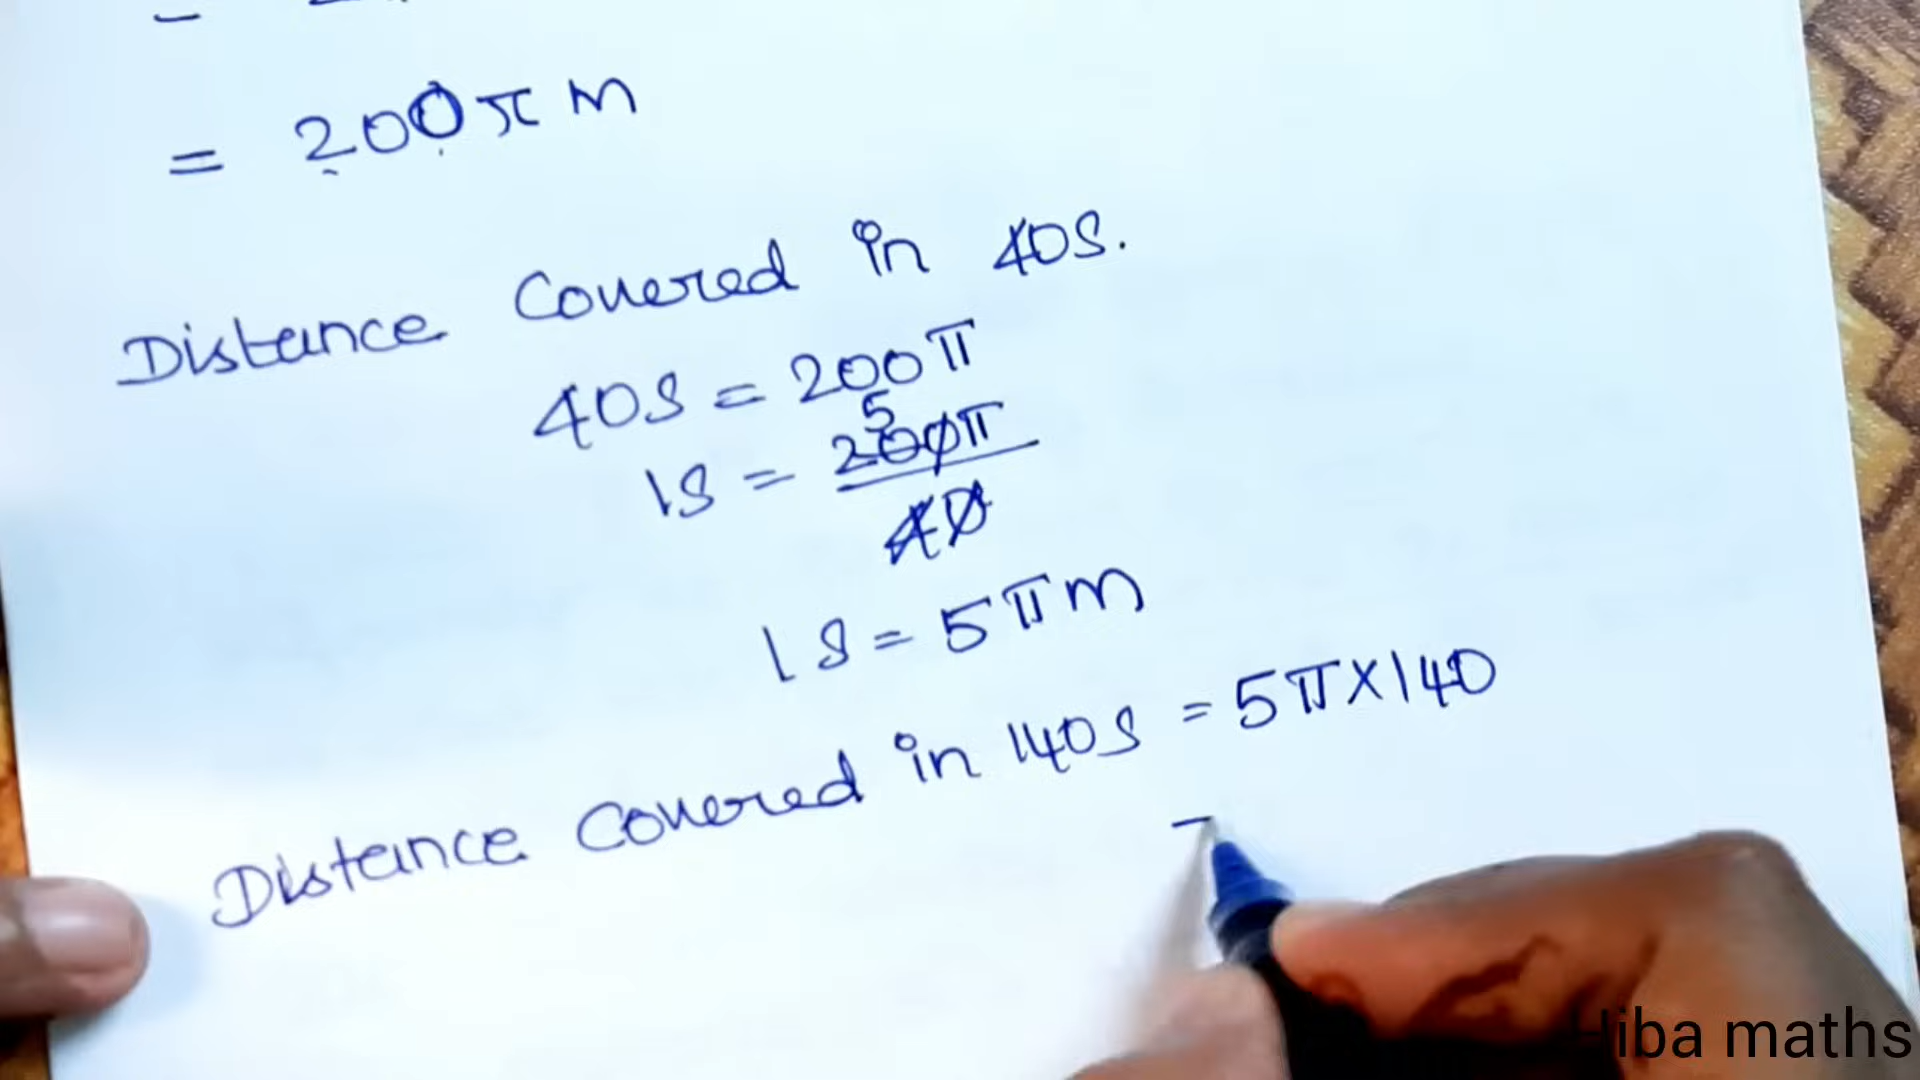 = 200π m
Distance Covered in 40s.
40s = 200π
5
1s = 200π
40
1s = 5πm
Distance Covered in 140s = 5π×140
Hiba maths